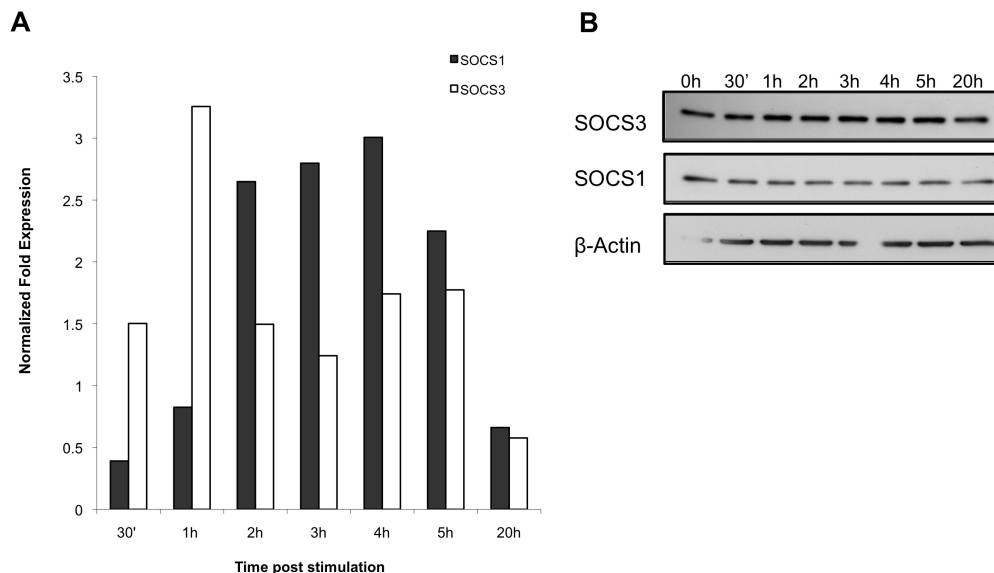 A
SOCS1
SOCS3
Normalized Fold Expression
3.5
3
2.5
2
1.5
1
0.5
0
30' 1h 2h 3h 4h 5h 20h
Time post stimulation
B
0h 30’ 1h 2h 3h 4h 5h 20h
SOCS3
SOCS1
β-Actin